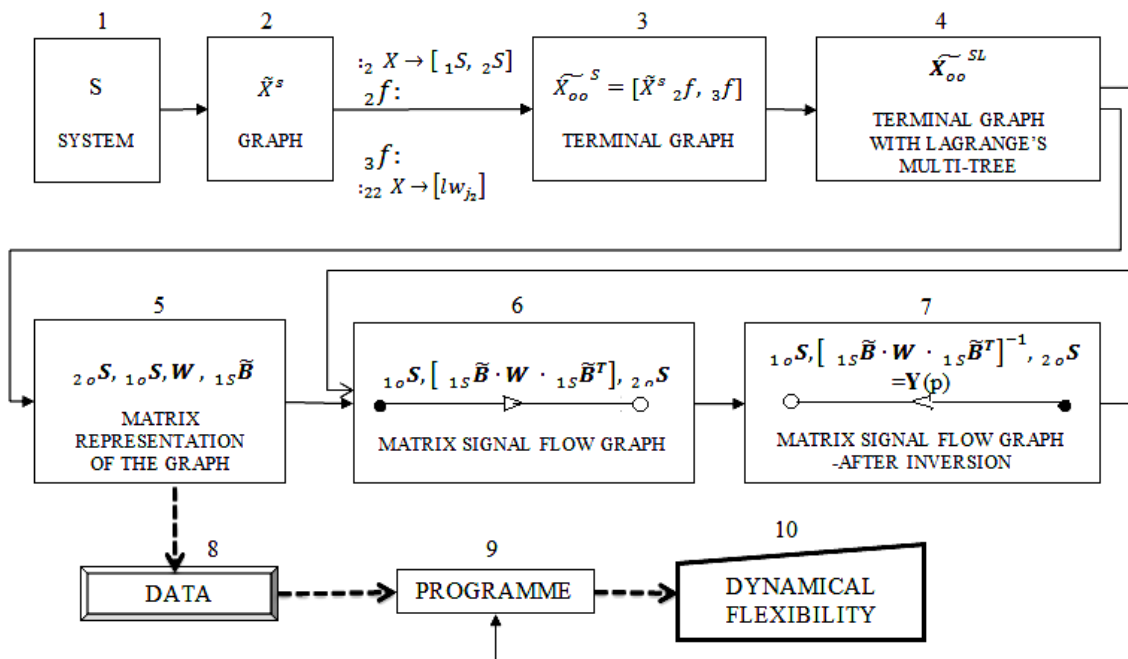 1
2
3
4
S
SYSTEM
X̃ˢ
GRAPH
:₂ X → [ ₁S, ₂S]
₂f:
₃f:
:₂₂ X → [lw_{j₂}]
X̃ₒₒ ˢ = [X̃ˢ ₂f, ₃f]
TERMINAL GRAPH
X̃ₒₒ ˢᴸ
TERMINAL GRAPH
WITH LAGRANGE'S
MULTI-TREE
5
6
7
₂ₒS, ₁ₒS, W, ₁SB̃
MATRIX
REPRESENTATION
OF THE GRAPH
₁ₒS, [ ₁SB̃ · W · ₁SB̃ᵀ], ₂ₒS
MATRIX SIGNAL FLOW GRAPH
₁ₒS, [ ₁SB̃ · W · ₁SB̃ᵀ]⁻¹, ₂ₒS
=Y(p)
MATRIX SIGNAL FLOW GRAPH
-AFTER INVERSION
8
9
10
DATA
PROGRAMME
DYNAMICAL
FLEXIBILITY